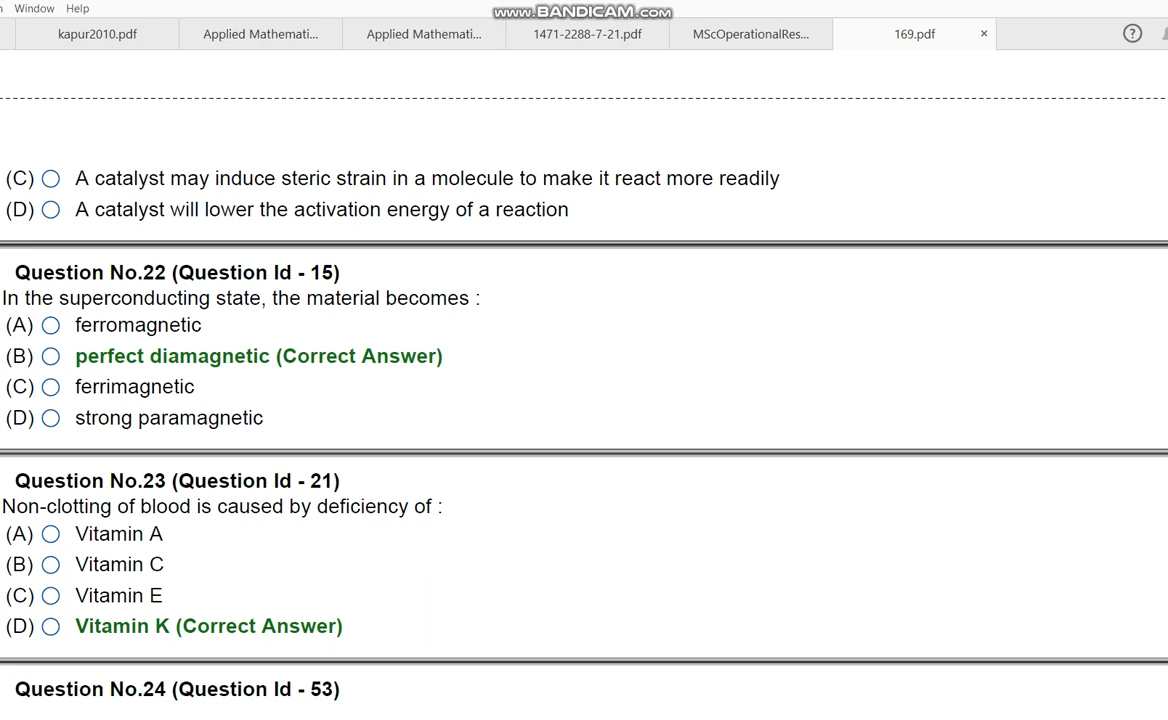 Window Help
www.BANDICAM.com
kapur2010.pdf Applied Mathemati... Applied Mathemati... 1471-2288-7-21.pdf MScOperationalRes... 169.pdf × ?
(C) A catalyst may induce steric strain in a molecule to make it react more readily
(D) A catalyst will lower the activation energy of a reaction
Question No.22 (Question Id - 15)
In the superconducting state, the material becomes :
(A) ferromagnetic
(B) perfect diamagnetic (Correct Answer)
(C) ferrimagnetic
(D) strong paramagnetic
Question No.23 (Question Id - 21)
Non-clotting of blood is caused by deficiency of :
(A) Vitamin A
(B) Vitamin C
(C) Vitamin E
(D) Vitamin K (Correct Answer)
Question No.24 (Question Id - 53)